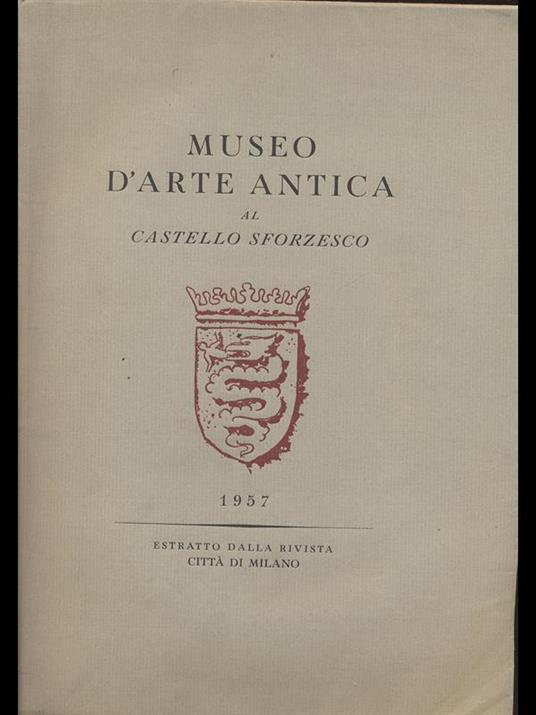 MUSEO
D'ARTE ANTICA
AL
CASTELLO SFORZESCO
1957
ESTRATTO DALLA RIVISTA
CITTÀ DI MILANO